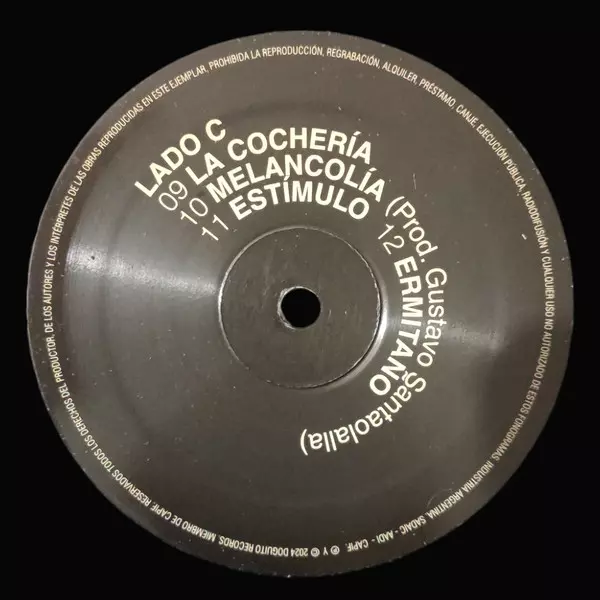 LADO C
09 LA COCHERÍA
10 MELANCOLÍA (Prod. Gustavo Santaolalla)
11 ESTÍMULO
12 ERMITANO
RESERVADOS TODOS LOS DERECHOS DEL PRODUCTOR, DE LOS AUTORES Y LOS INTÉRPRETES DE LAS OBRAS REPRODUCIDAS EN ESTE EJEMPLAR, PROHIBIDA LA REPRODUCCIÓN, REGRABACIÓN, ALQUILER, PRÉSTAMO, CANJE, EJECUCIÓN PÚBLICA, RADIODIFUSIÓN Y CUALQUIER USO NO AUTORIZADO DE ESTOS FONOGRAMAS. INDUSTRIA ARGENTINA. SADAIC - AADI - CAPIF. Ⓟ Y © 2024 DOGUITO RECORDS, MIEMBRO DE CAPIF